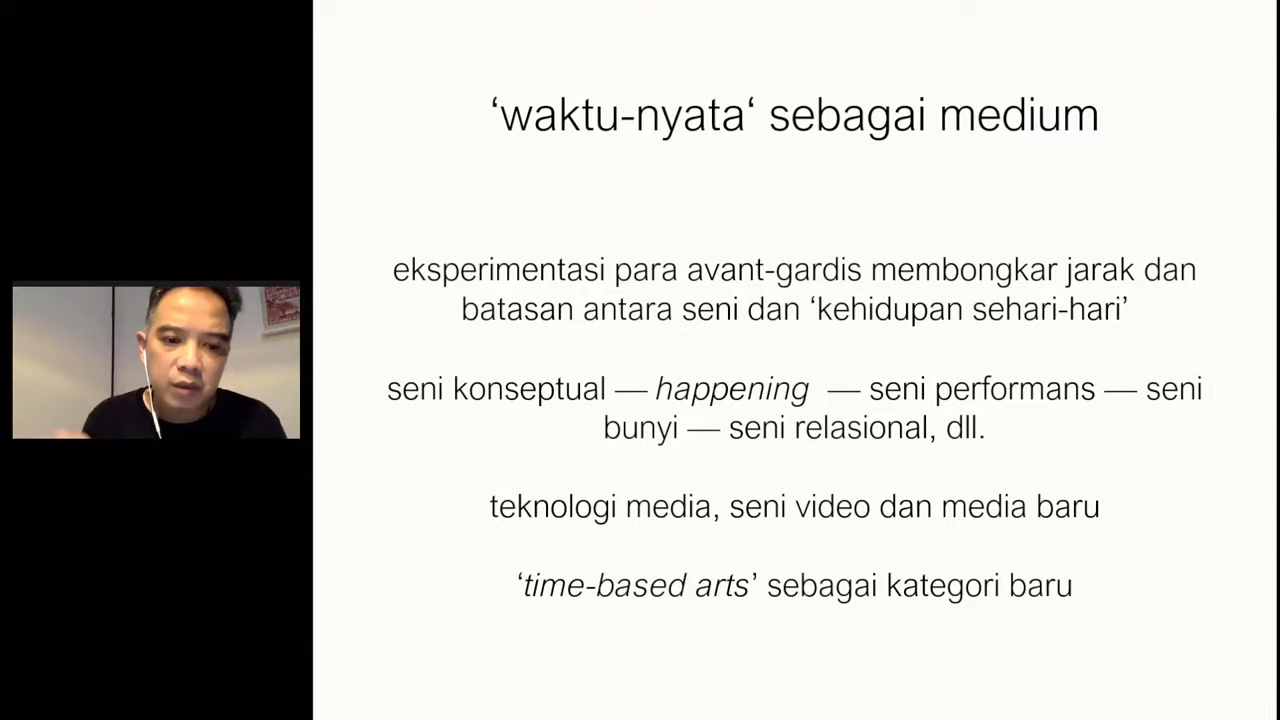 ‘waktu-nyata‘ sebagai medium
eksperimentasi para avant-gardis membongkar jarak dan
batasan antara seni dan ‘kehidupan sehari-hari’
seni konseptual — happening — seni performans — seni
bunyi — seni relasional, dll.
teknologi media, seni video dan media baru
‘time-based arts’ sebagai kategori baru